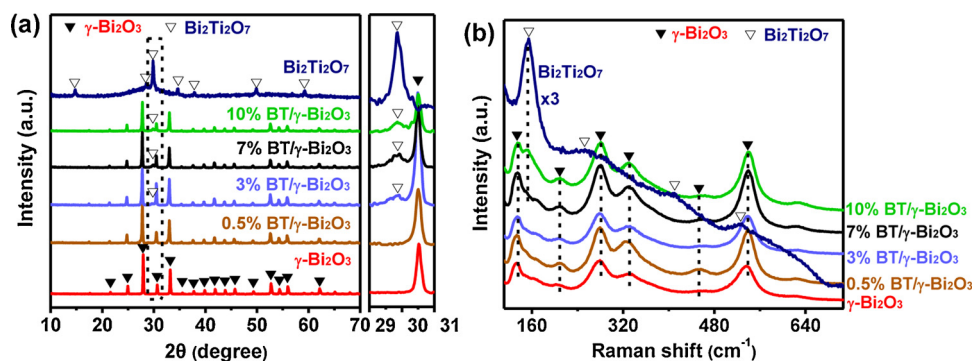 (a) ▼ γ-Bi₂O₃ ▽ Bi₂Ti₂O₇
Bi₂Ti₂O₇
10% BT/γ-Bi₂O₃
7% BT/γ-Bi₂O₃
3% BT/γ-Bi₂O₃
0.5% BT/γ-Bi₂O₃
γ-Bi₂O₃
Intensity (a.u.)
10 20 30 40 50 60 70
29 30 31
2θ (degree)
(b) ▼ γ-Bi₂O₃ ▽ Bi₂Ti₂O₇
Bi₂Ti₂O₇
x3
10% BT/γ-Bi₂O₃
7% BT/γ-Bi₂O₃
3% BT/γ-Bi₂O₃
0.5% BT/γ-Bi₂O₃
γ-Bi₂O₃
Intensity (a.u.)
160 320 480 640
Raman shift (cm⁻¹)